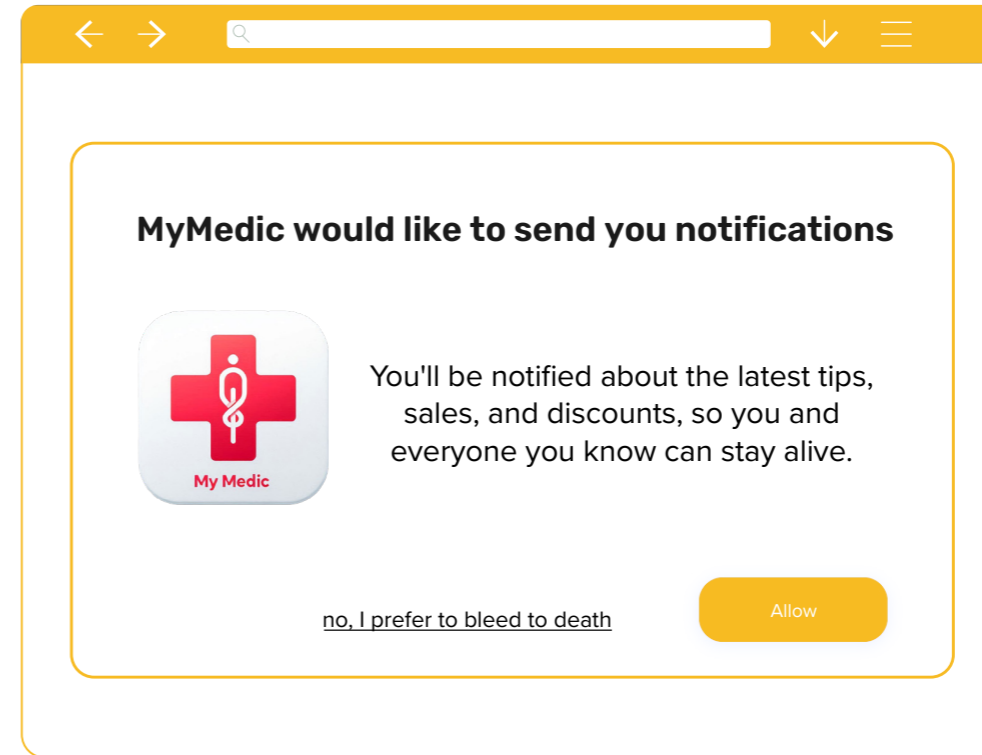 MyMedic would like to send you notifications
You'll be notified about the latest tips,
sales, and discounts, so you and
everyone you know can stay alive.
My Medic
no, I prefer to bleed to death
Allow